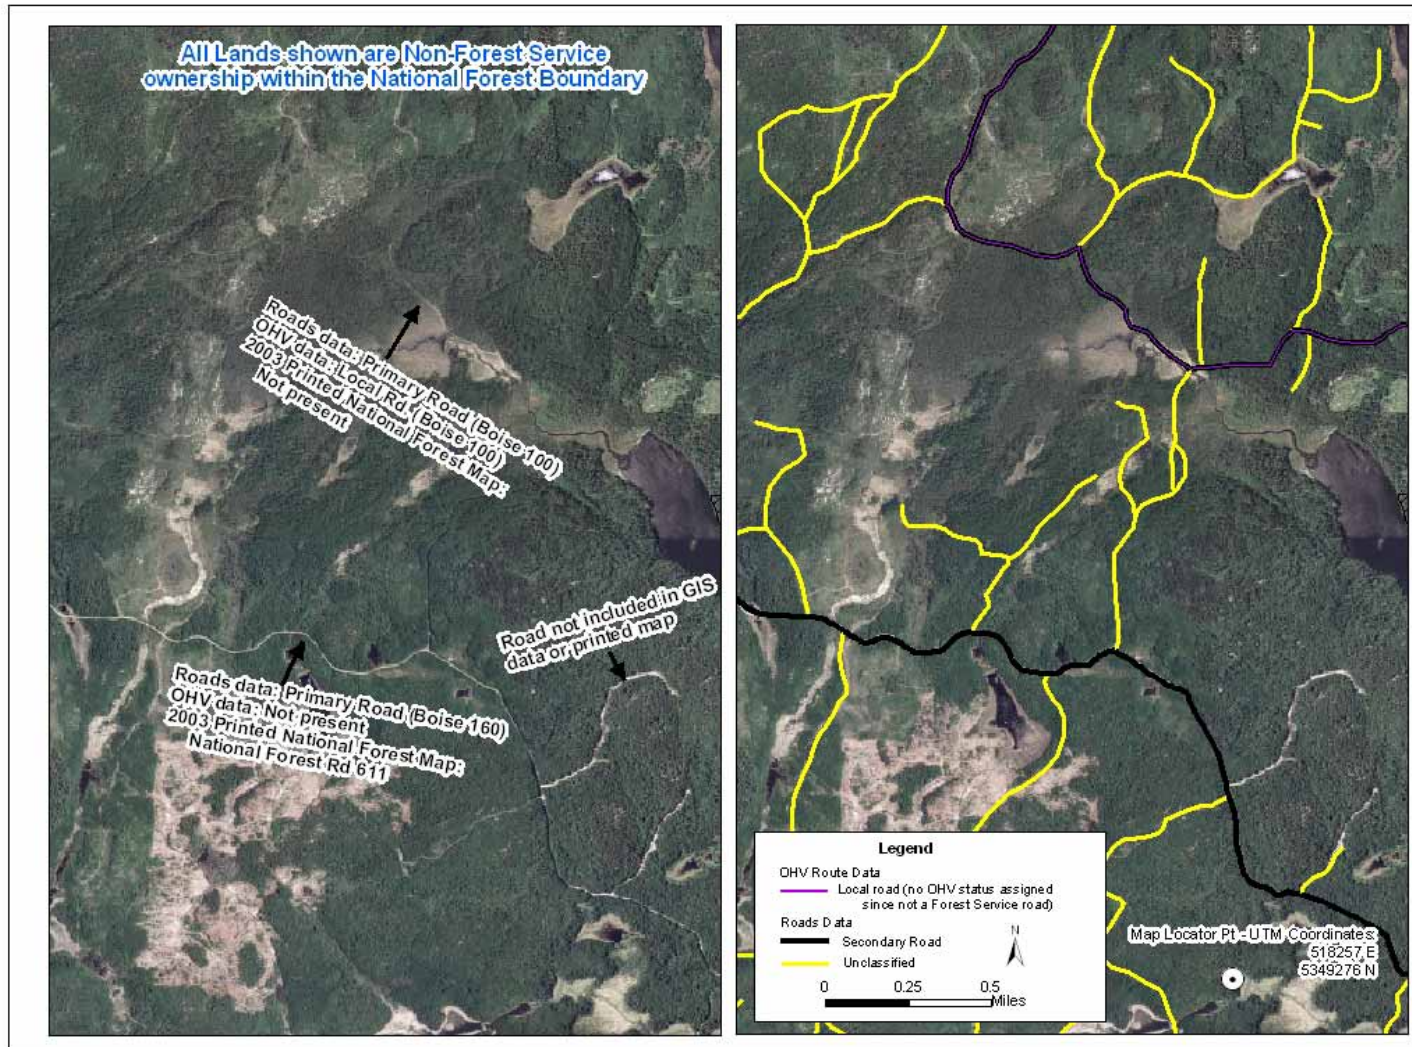 All Lands shown are Non-Forest Service
ownership within the National Forest Boundary
Roads data: Primary Road (Boise 100)
OHV data: Local Rd. (Boise 100)
2003 Printed National Forest Map:
Not present
Road not included in GIS
data or printed map
Roads data: Primary Road (Boise 160)
OHV data: Not present
2003 Printed National Forest Map:
National Forest Rd 611
Legend
OHV Route Data
Local road (no OHV status assigned
since not a Forest Service road)
Roads Data
Secondary Road
Unclassified
N
0 0.25 0.5
Miles
Map Locator Pt - UTM Coordinates:
518257 E
5349276 N